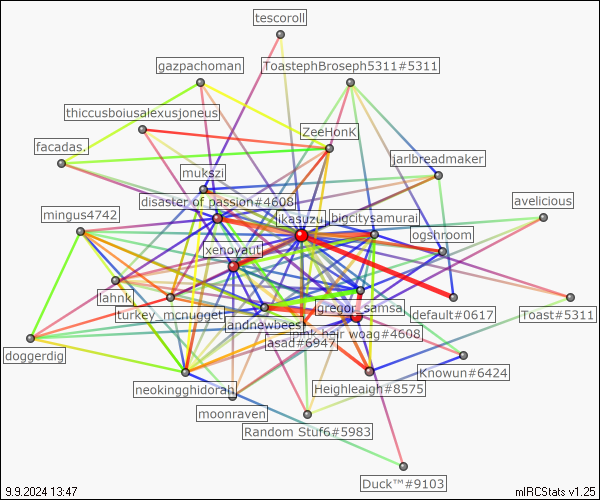 tescoroll
gazpachoman
ToastephBroseph5311#5311
thiccusboiusalexusjoneus
ZeeHonK
facadas.
jarlbreadmaker
mukszi
disaster of passion#4608
avelicious
mingus4742
ikasuzu
bigcitysamurai
ogshroom
xenoyaut
lahnk
gregor_samsa.
turkey_mcnugget
default#0617
Toast#5311
jandnewbees
pink hair woag#4608
asad#6947
doggerdig
Knowun#6424
neokingghidorah
Heighleaigh#8575
moonraven
Random Stuf6#5983
Duck™#9103
9.9.2024 13:47
mIRCStats v1.25